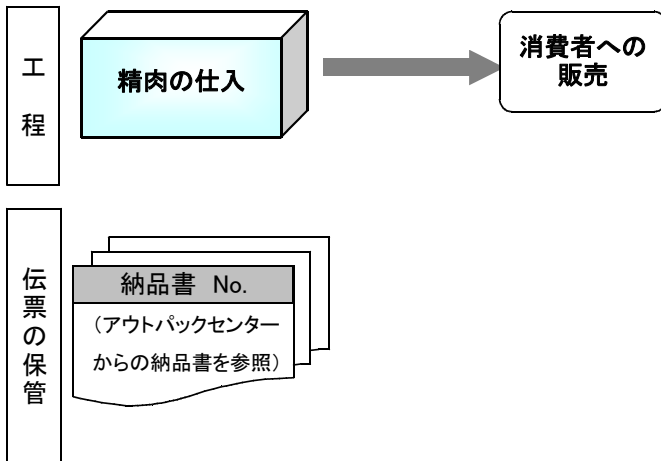 工程
精肉の仕入
消費者への
販売
伝票の保管
納品書 No.
（アウトパックセンター
からの納品書を参照）